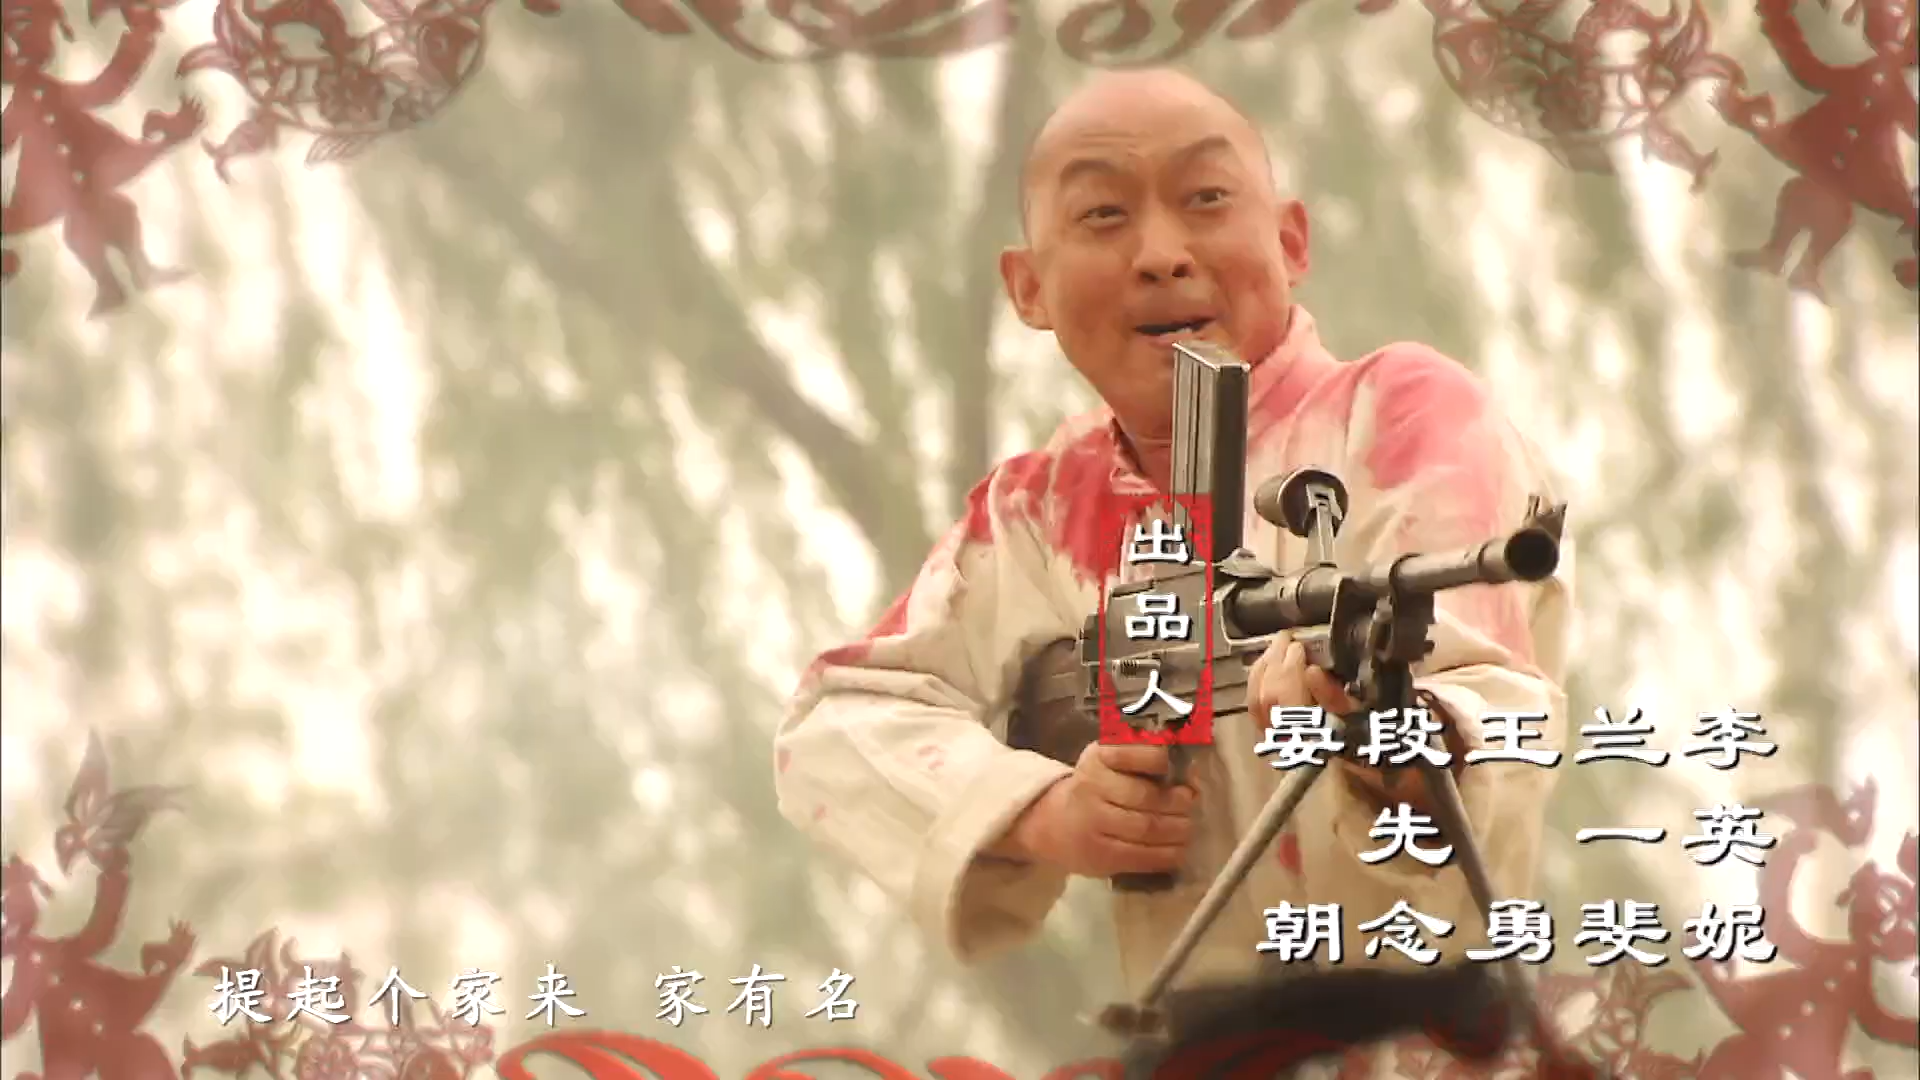 出品人
晏朝
段先念
王勇
兰一斐
李英妮
提起个家来 家有名